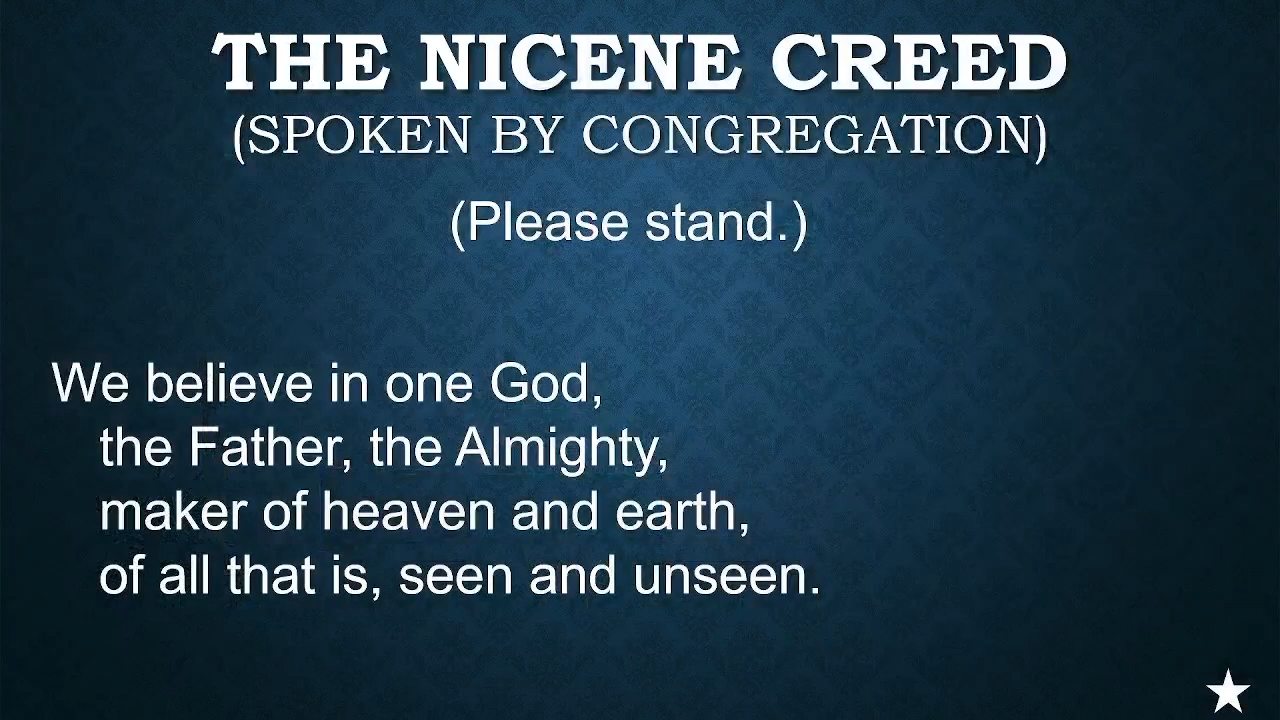 THE NICENE CREED
(SPOKEN BY CONGREGATION)
(Please stand.)
We believe in one God,
the Father, the Almighty,
maker of heaven and earth,
of all that is, seen and unseen.